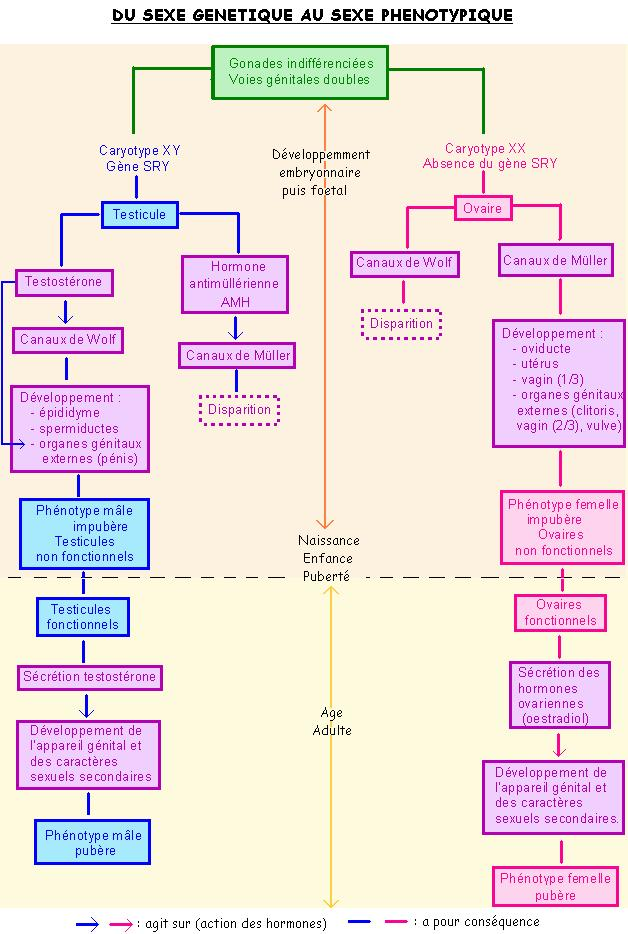 DU SEXE GENETIQUE AU SEXE PHENOTYPIQUE
Gonades indifférenciées
Voies génitales doubles
Caryotype XY
Gène SRY
Développemment
embryonnaire
puis foetal
Caryotype XX
Absence du gène SRY
Testicule
Ovaire
Testostérone
Hormone
antimüllérienne
AMH
Canaux de Wolf
Canaux de Müller
Canaux de Wolf
Canaux de Müller
Disparition
Disparition
Développement :
- épididyme
- spermiductes
- organes génitaux
externes (pénis)
Développement :
- oviducte
- utérus
- vagin (1/3)
- organes génitaux
externes (clitoris,
vagin (2/3), vulve)
Phénotype mâle
impubère
Testicules
non fonctionnels
Naissance
Enfance
Puberté
Phénotype femelle
impubère
Ovaires
non fonctionnels
Testicules
fonctionnels
Ovaires
fonctionnels
Sécrétion testostérone
Sécrétion des
hormones
ovariennes
(oestradiol)
Age
Adulte
Développement de
l'appareil génital et
des caractères
sexuels secondaires
Développement de
l'appareil génital et
des caractères
sexuels secondaires.
Phénotype mâle
pubère
Phénotype femelle
pubère
: agit sur (action des hormones)
: a pour conséquence